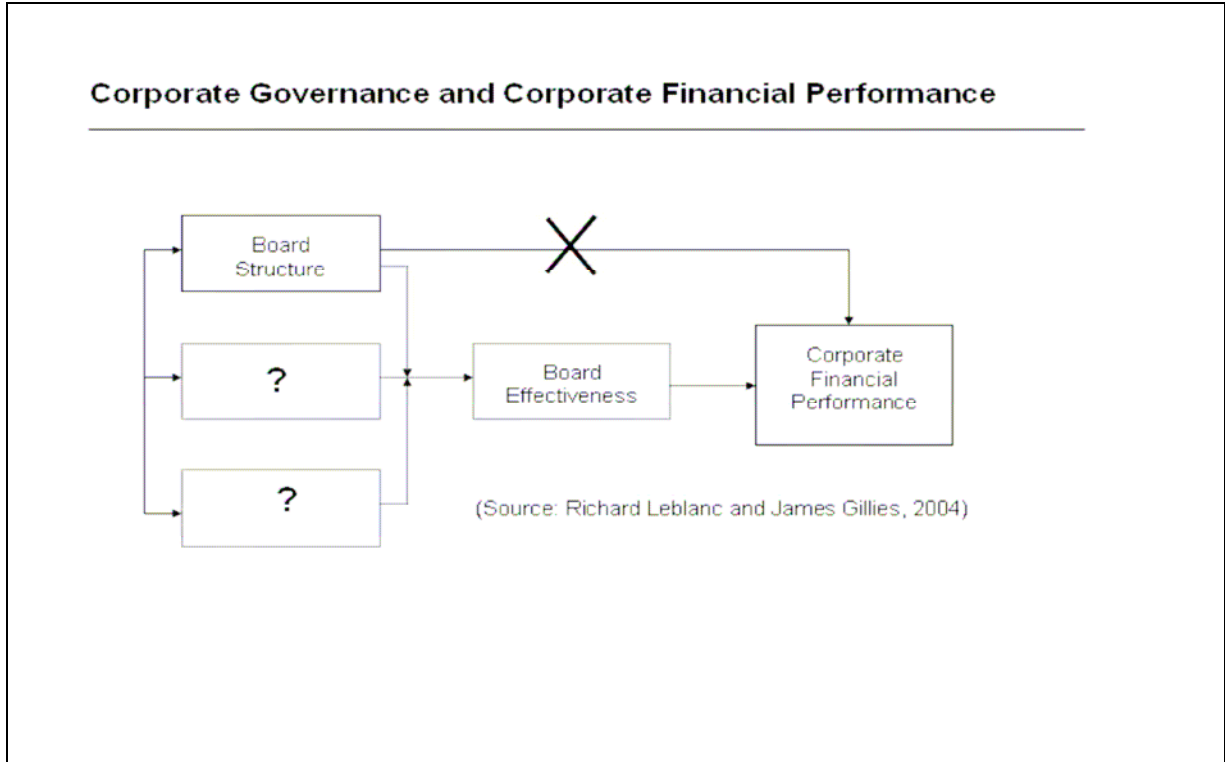 Corporate Governance and Corporate Financial Performance
Board
Structure
?
Board
Effectiveness
Corporate
Financial
Performance
?
(Source: Richard Leblanc and James Gillies, 2004)